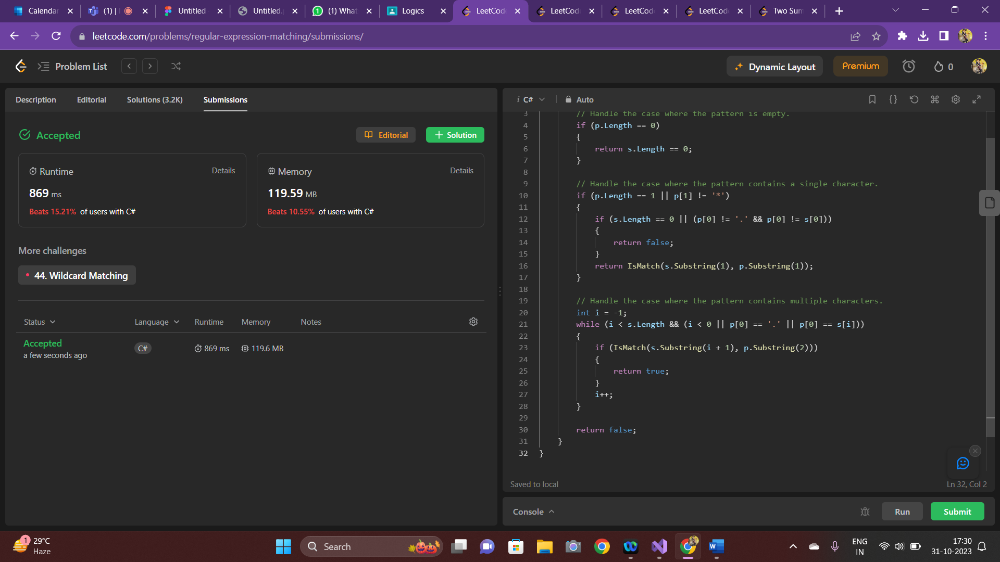 Calendar
(1) |
Untitled
Untitled.
(1) What
Logics
LeetCod
LeetCod
LeetCod
LeetCod
Two Sum
leetcode.com/problems/regular-expression-matching/submissions/
Problem List
Dynamic Layout
Premium
0
Description
Editorial
Solutions (3.2K)
Submissions
Accepted
Editorial
Solution
Runtime
Details
869 ms
Beats 15.21% of users with C#
Memory
Details
119.59 MB
Beats 10.55% of users with C#
More challenges
44. Wildcard Matching
Status
Language
Runtime
Memory
Notes
Accepted
a few seconds ago
C#
869 ms
119.6 MB
i C#
Auto
3 // Handle the case where the pattern is empty.
4 if (p.Length == 0)
5 {
6 return s.Length == 0;
7 }
8
9 // Handle the case where the pattern contains a single character.
10 if (p.Length == 1 || p[1] != '*')
11 {
12 if (s.Length == 0 || (p[0] != '.' && p[0] != s[0]))
13 {
14 return false;
15 }
16 return IsMatch(s.Substring(1), p.Substring(1));
17 }
18
19 // Handle the case where the pattern contains multiple characters.
20 int i = -1;
21 while (i < s.Length && (i < 0 || p[0] == '.' || p[0] == s[i]))
22 {
23 if (IsMatch(s.Substring(i + 1), p.Substring(2)))
24 {
25 return true;
26 }
27 i++;
28 }
29
30 return false;
31 }
32 }
Saved to local
Ln 32, Col 2
Console
Run
Submit
1
29°C
Haze
Search
ENG
IN
17:30
31-10-2023